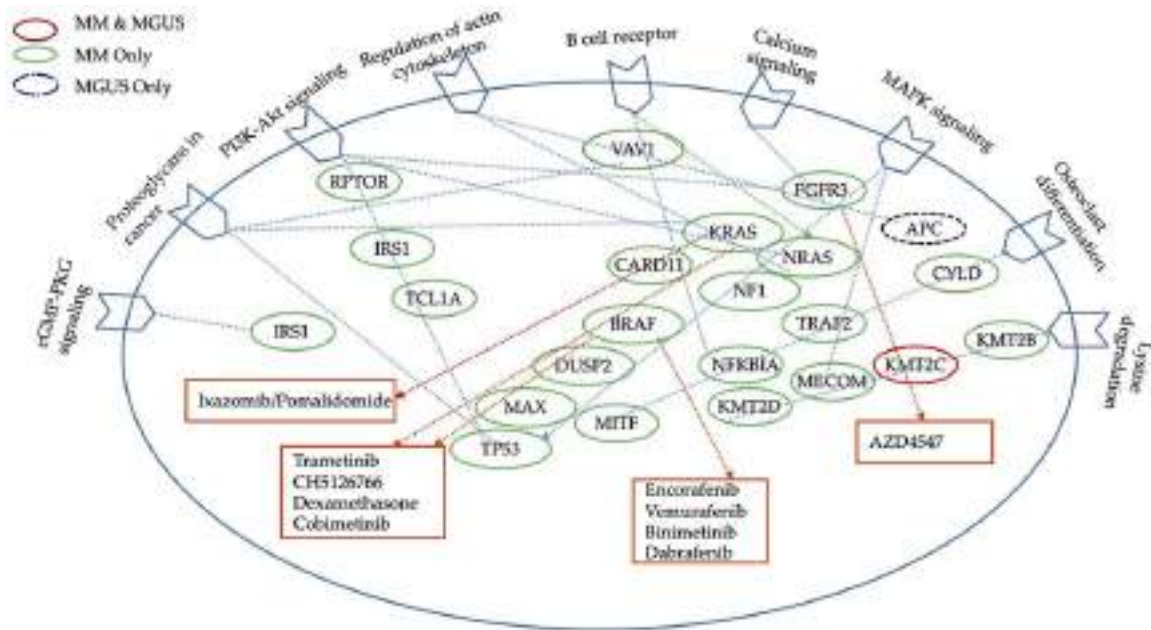 MM & MGUS
MM Only
MGUS Only
Regulation of actin
cytoskeleton
B cell receptor
Calcium
signaling
MAPK signaling
PI3K-Akt signaling
Osteoclast
differentiation
Proteoglycans in
cancer
cGMP-PKG
signaling
Lysine
degradation
VAV1
RPTOR
FGFR3
KRAS
APC
IRS1
NRAS
CARD11
CYLD
NF1
TCL1A
BRAF
TRAF2
IRS1
KMT2B
DUSP2
NFKBIA
KMT2C
MECOM
Ixazomib/Pomalidomide
MAX
KMT2D
MITF
TP53
AZD4547
Trametinib
CH5126766
Dexamethasone
Cobimetinib
Encorafenib
Vemurafenib
Binimetinib
Dabrafenib